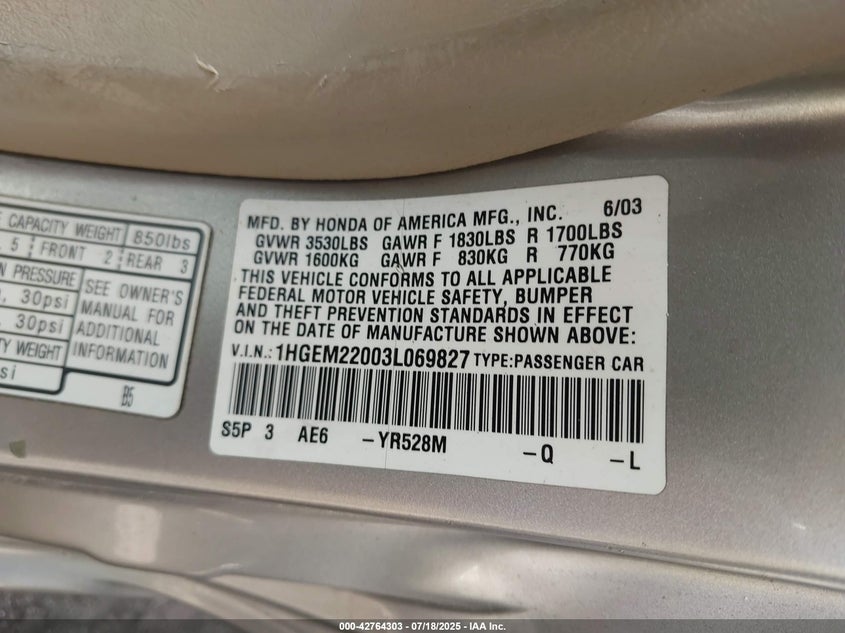 E CAPACITY WEIGHT 850lbs
5 FRONT 2 REAR 3
PRESSURE
30psi
30psi
WEIGHT
SEE OWNER'S
MANUAL FOR
ADDITIONAL
INFORMATION
B5
MFD. BY HONDA OF AMERICA MFG., INC. 6/03
GVWR 3530LBS GAWR F 1830LBS R 1700LBS
GVWR 1600KG GAWR F 830KG R 770KG
THIS VEHICLE CONFORMS TO ALL APPLICABLE
FEDERAL MOTOR VEHICLE SAFETY, BUMPER
AND THEFT PREVENTION STANDARDS IN EFFECT
ON THE DATE OF MANUFACTURE SHOWN ABOVE:
V.I.N.: 1HGEM22003L069827 TYPE:PASSENGER CAR
S5P 3 AE6 -YR528M -Q -L
000-42764303 - 07/18/2025 - IAA Inc.